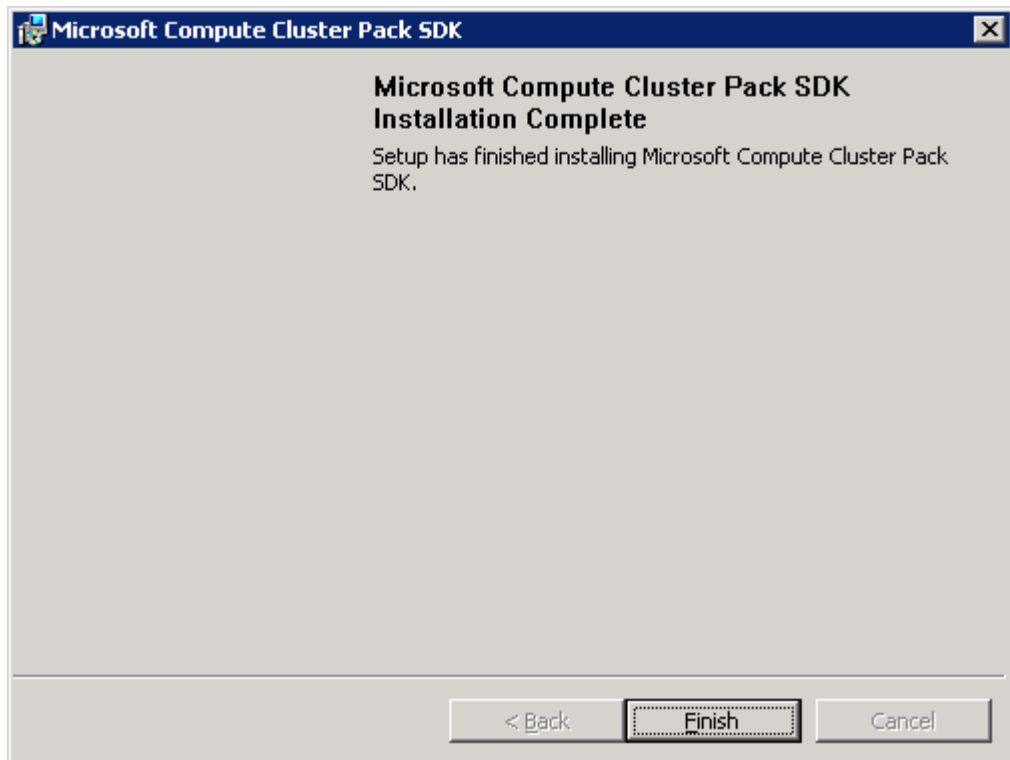 Microsoft Compute Cluster Pack SDK
Microsoft Compute Cluster Pack SDK
Installation Complete
Setup has finished installing Microsoft Compute Cluster Pack
SDK.
< Back
Finish
Cancel